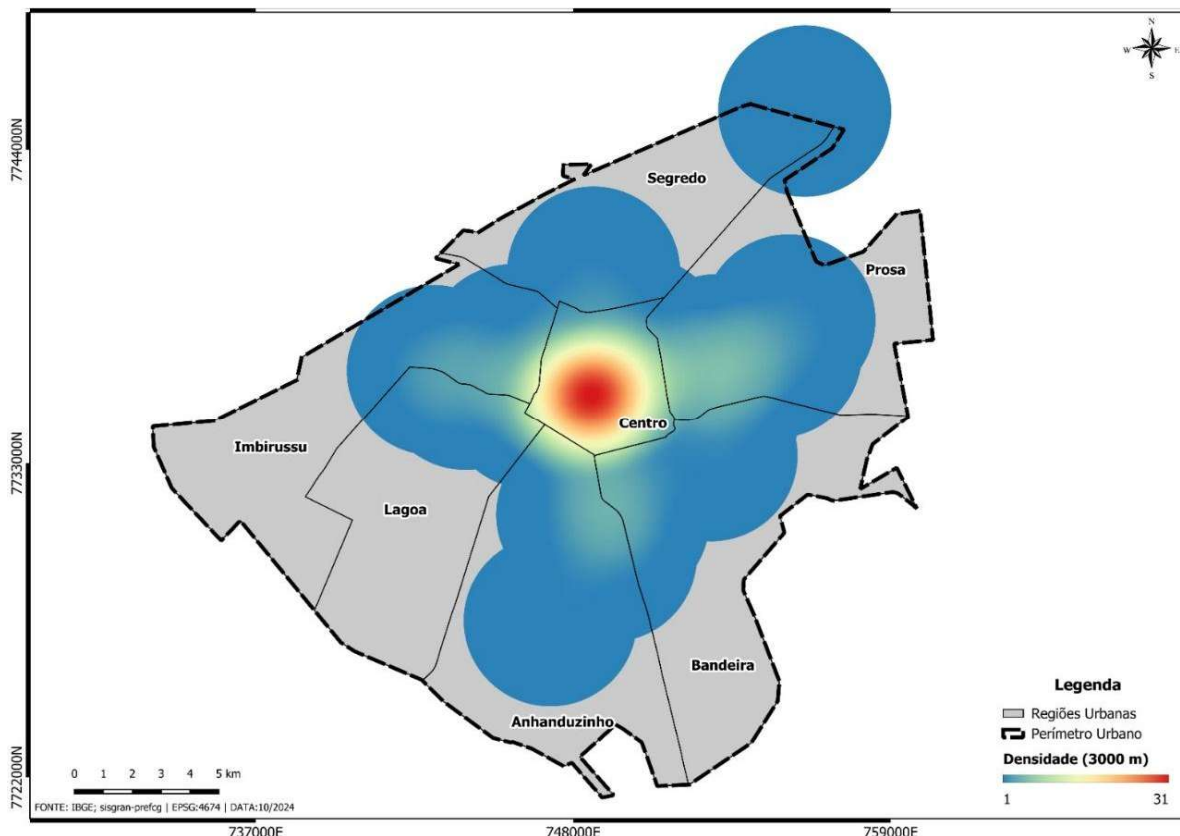 N
W
E
S
7744000N
7733000N
7722000N
Segredo
Prosa
Centro
Imbirussu
Lagoa
Bandeira
Anhanduzinho
Legenda
Regiões Urbanas
Perímetro Urbano
Densidade (3000 m)
1 31
0 1 2 3 4 5 km
FONTE: IBGE; sisgran-prefcg | EPSG:4674 | DATA:10/2024
737000E 748000E 759000E